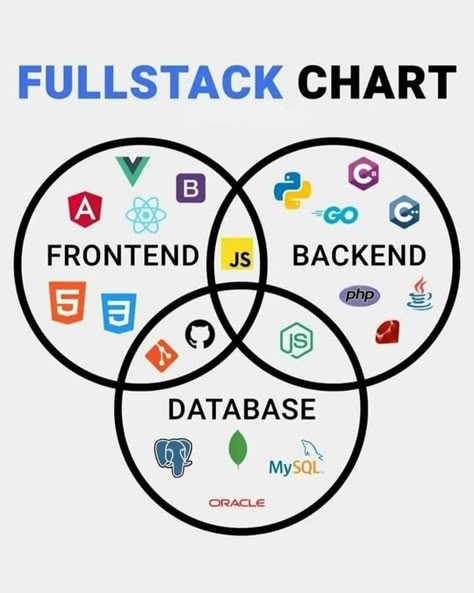 FULLSTACK CHART
B
C#
A
GO
C++
FRONTEND
JS
BACKEND
5
3
php
JS
DATABASE
MySQL
ORACLE